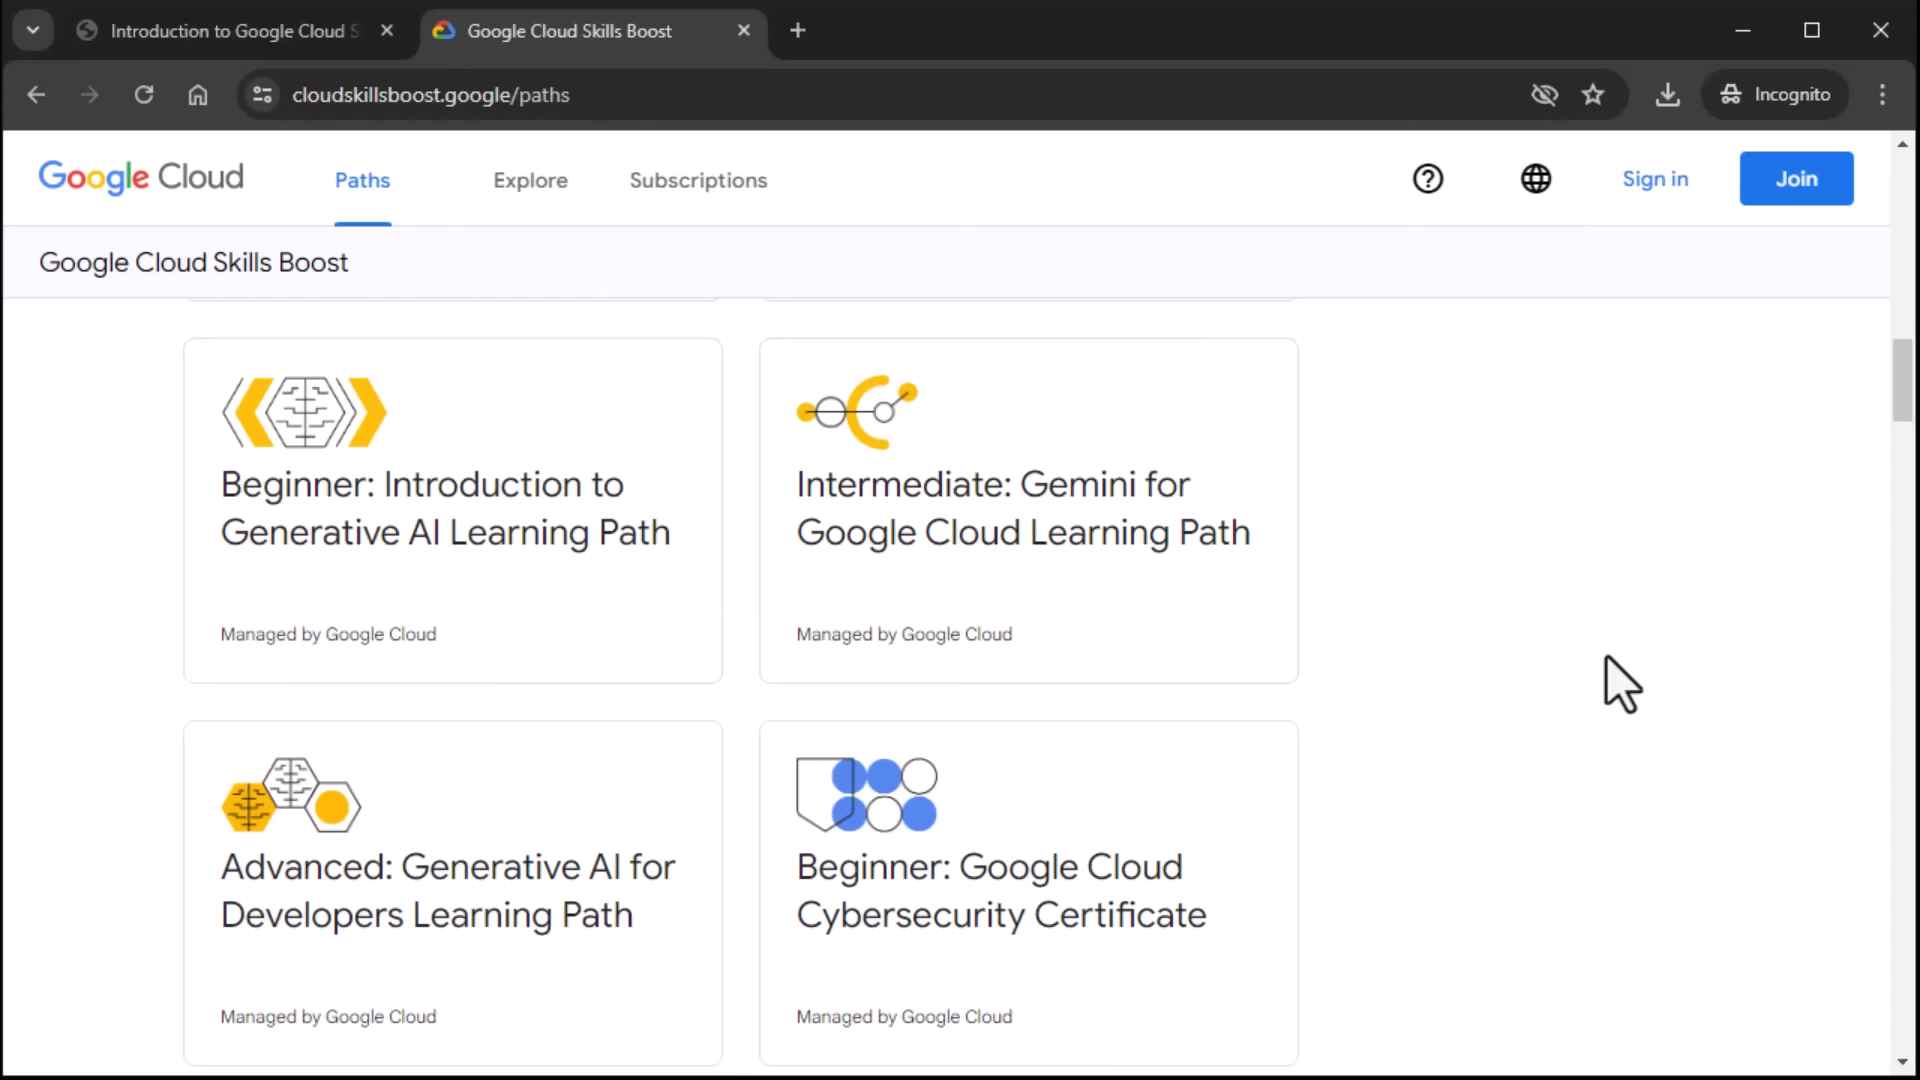 Introduction to Google Cloud S
Google Cloud Skills Boost
cloudskillsboost.google/paths
Incognito
Google Cloud
Paths
Explore
Subscriptions
Sign in
Join
Google Cloud Skills Boost
Beginner: Introduction to
Generative AI Learning Path
Managed by Google Cloud
Intermediate: Gemini for
Google Cloud Learning Path
Managed by Google Cloud
Advanced: Generative AI for
Developers Learning Path
Managed by Google Cloud
Beginner: Google Cloud
Cybersecurity Certificate
Managed by Google Cloud